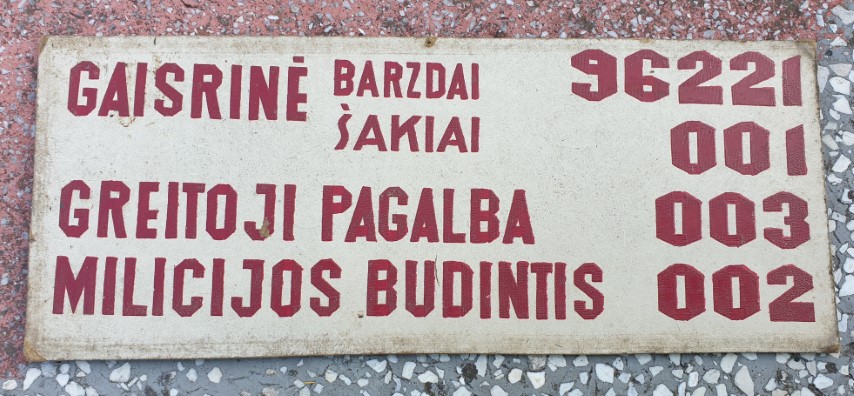 GAISRINĖ BARZDAI 96221
ŠAKIAI 001
GREITOJI PAGALBA 003
MILICIJOS BUDINTIS 002